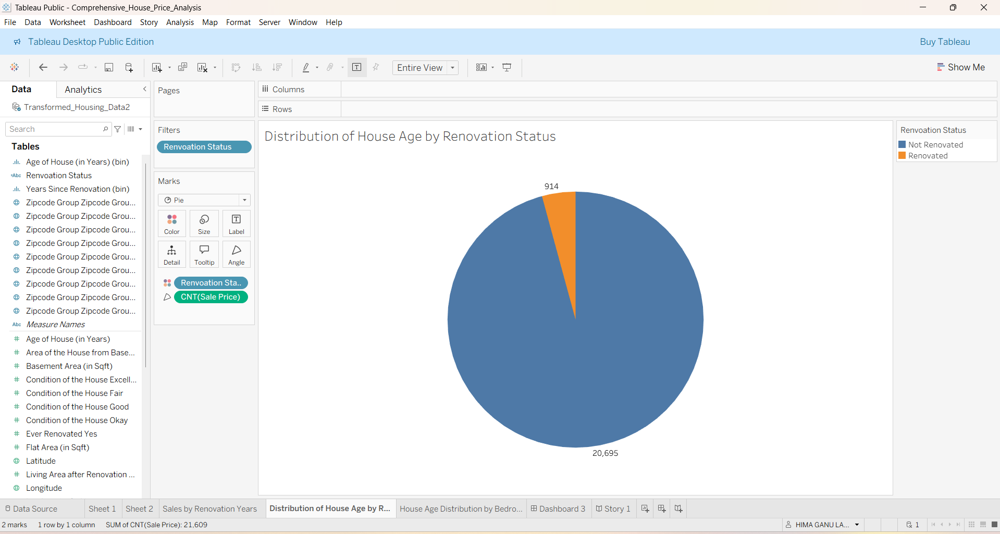 Tableau Public - Comprehensive_House_Price_Analysis
File Data Worksheet Dashboard Story Analysis Map Format Server Window Help
Tableau Desktop Public Edition
Buy Tableau
Entire View
Show Me
Data
Analytics
Transformed_Housing_Data2
Search
Tables
Age of House (in Years) (bin)
=Abc Renvoation Status
Years Since Renovation (bin)
Zipcode Group Zipcode Grou...
Zipcode Group Zipcode Grou...
Zipcode Group Zipcode Grou...
Zipcode Group Zipcode Grou...
Zipcode Group Zipcode Grou...
Zipcode Group Zipcode Grou...
Zipcode Group Zipcode Grou...
Zipcode Group Zipcode Grou...
Zipcode Group Zipcode Grou...
Abc Measure Names
# Age of House (in Years)
# Area of the House from Base...
# Basement Area (in Sqft)
# Condition of the House Excell...
# Condition of the House Fair
# Condition of the House Good
# Condition of the House Okay
# Ever Renovated Yes
# Flat Area (in Sqft)
Latitude
# Living Area after Renovation ...
Longitude
Pages
Filters
Renvoation Status
Marks
Pie
Color Size Label
Detail Tooltip Angle
Renvoation Sta..
CNT(Sale Price)
Columns
Rows
Distribution of House Age by Renovation Status
914
20,695
Renvoation Status
Not Renovated
Renovated
Data Source Sheet 1 Sheet 2 Sales by Renovation Years Distribution of House Age by R... House Age Distribution by Bedro... Dashboard 3 Story 1
2 marks 1 row by 1 column SUM of CNT(Sale Price): 21,609
HIMA GANU LA... 1